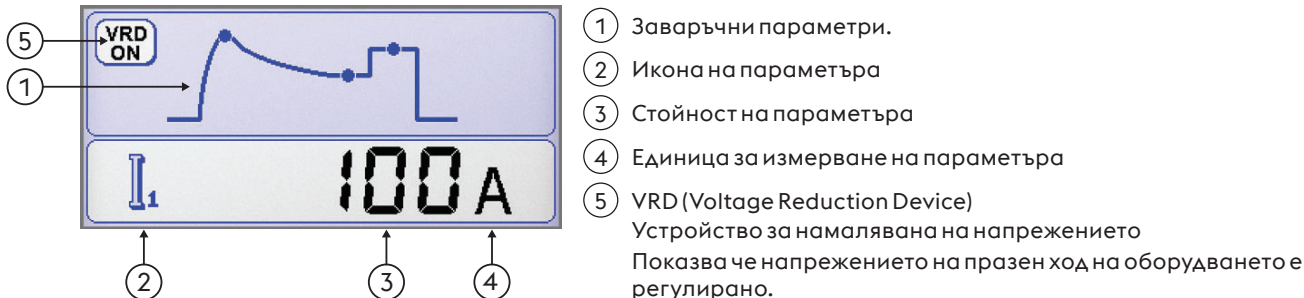 5
VRD
ON
1
I1
100 A
2
3
4
1 Заваръчни параметри.
2 Икона на параметъра
3 Стойност на параметъра
4 Единица за измерване на параметъра
5 VRD (Voltage Reduction Device)
Устройство за намалявана на напрежението
Показва че напрежението на празен ход на оборудването е
регулирано.